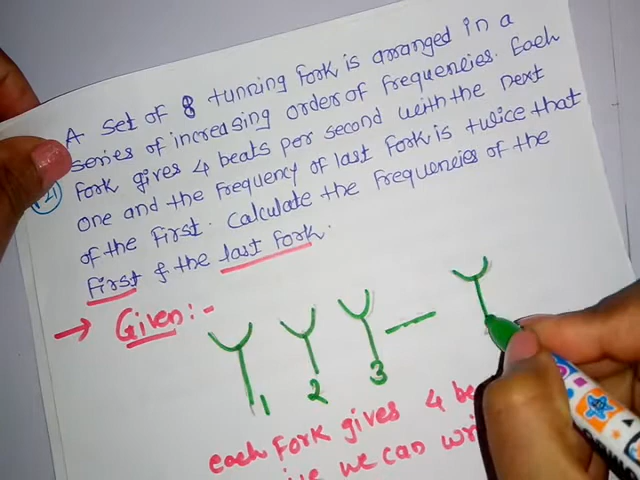 A set of 8 tunning fork is arranged in a
series of increasing order of frequencies. Each
fork gives 4 beats per second with the next
one and the frequency of last fork is twice that
of the first. Calculate the frequencies of the
first & the last fork.
→ Given:-
1 2 3
each fork gives 4
we can